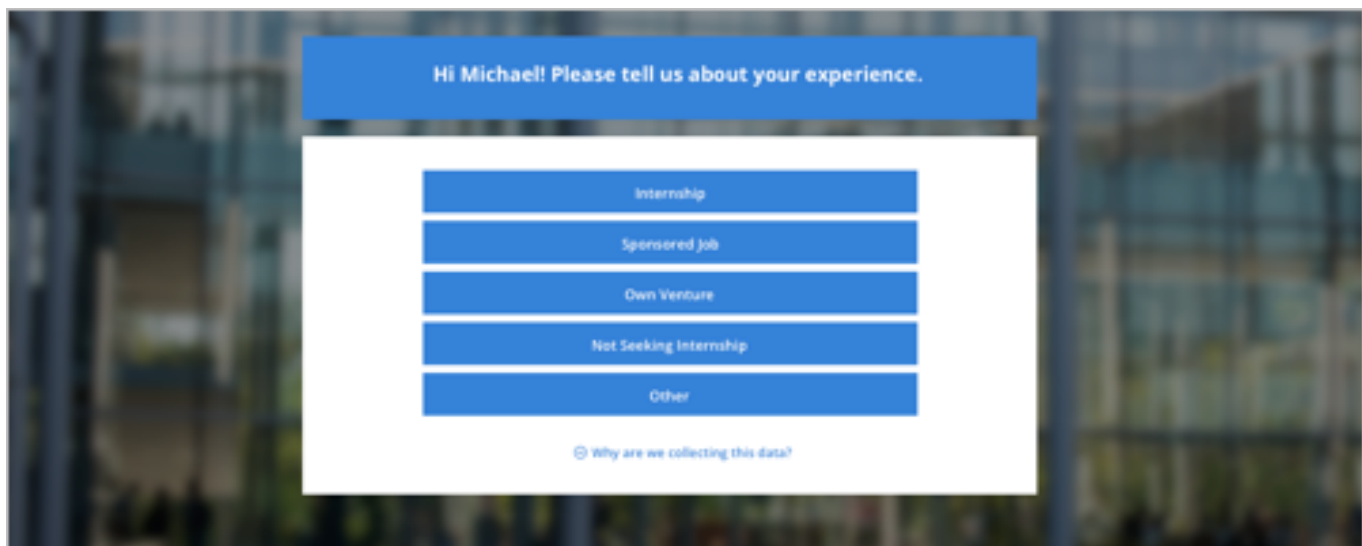 Hi Michael! Please tell us about your experience.
Internship
Sponsored Job
Own Venture
Not Seeking Internship
Other
Why are we collecting this data?